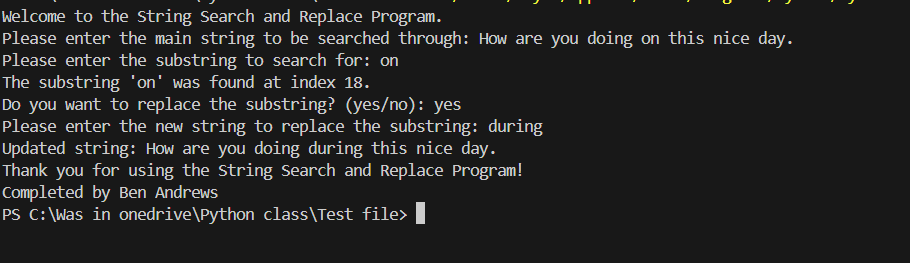 Welcome to the String Search and Replace Program.
Please enter the main string to be searched through: How are you doing on this nice day.
Please enter the substring to search for: on
The substring 'on' was found at index 18.
Do you want to replace the substring? (yes/no): yes
Please enter the new string to replace the substring: during
Updated string: How are you doing during this nice day.
Thank you for using the String Search and Replace Program!
Completed by Ben Andrews
PS C:\Was in onedrive\Python class\Test file>